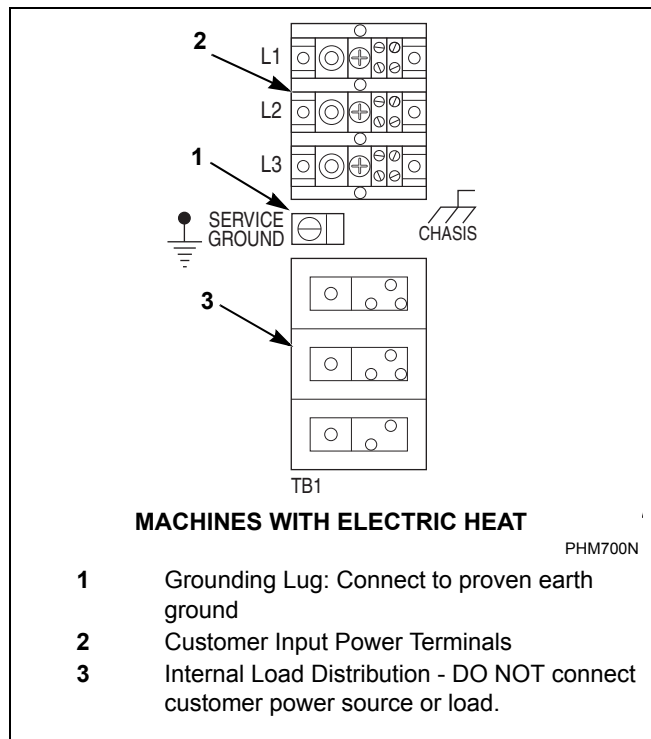 2
L1
L2
L3
1
SERVICE
GROUND
CHASIS
3
TB1
MACHINES WITH ELECTRIC HEAT
PHM700N
1 Grounding Lug: Connect to proven earth
ground
2 Customer Input Power Terminals
3 Internal Load Distribution - DO NOT connect
customer power source or load.